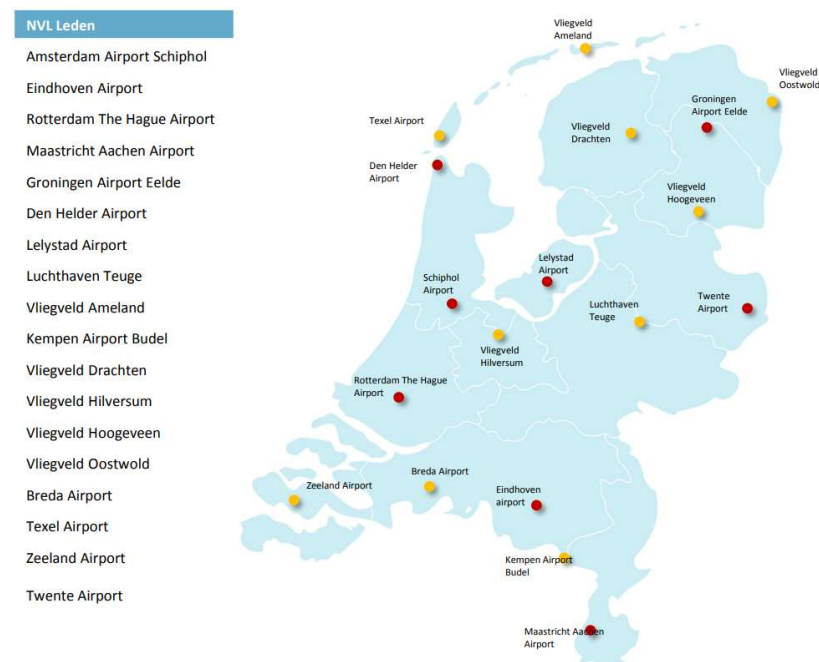 NVL Leden
Amsterdam Airport Schiphol
Eindhoven Airport
Rotterdam The Hague Airport
Maastricht Aachen Airport
Groningen Airport Eelde
Den Helder Airport
Lelystad Airport
Luchthaven Teuge
Vliegveld Ameland
Kempen Airport Budel
Vliegveld Drachten
Vliegveld Hilversum
Vliegveld Hoogeveen
Vliegveld Oostwold
Breda Airport
Texel Airport
Zeeland Airport
Twente Airport
Vliegveld
Ameland
Vliegveld
Oostwold
Groningen
Airport Eelde
Texel Airport
Vliegveld
Drachten
Den Helder
Airport
Vliegveld
Hoogeveen
Lelystad
Airport
Schiphol
Airport
Luchthaven
Teuge
Twente
Airport
Vliegveld
Hilversum
Rotterdam The Hague
Airport
Breda Airport
Zeeland Airport
Eindhoven
airport
Kempen Airport
Budel
Maastricht Aachen
Airport